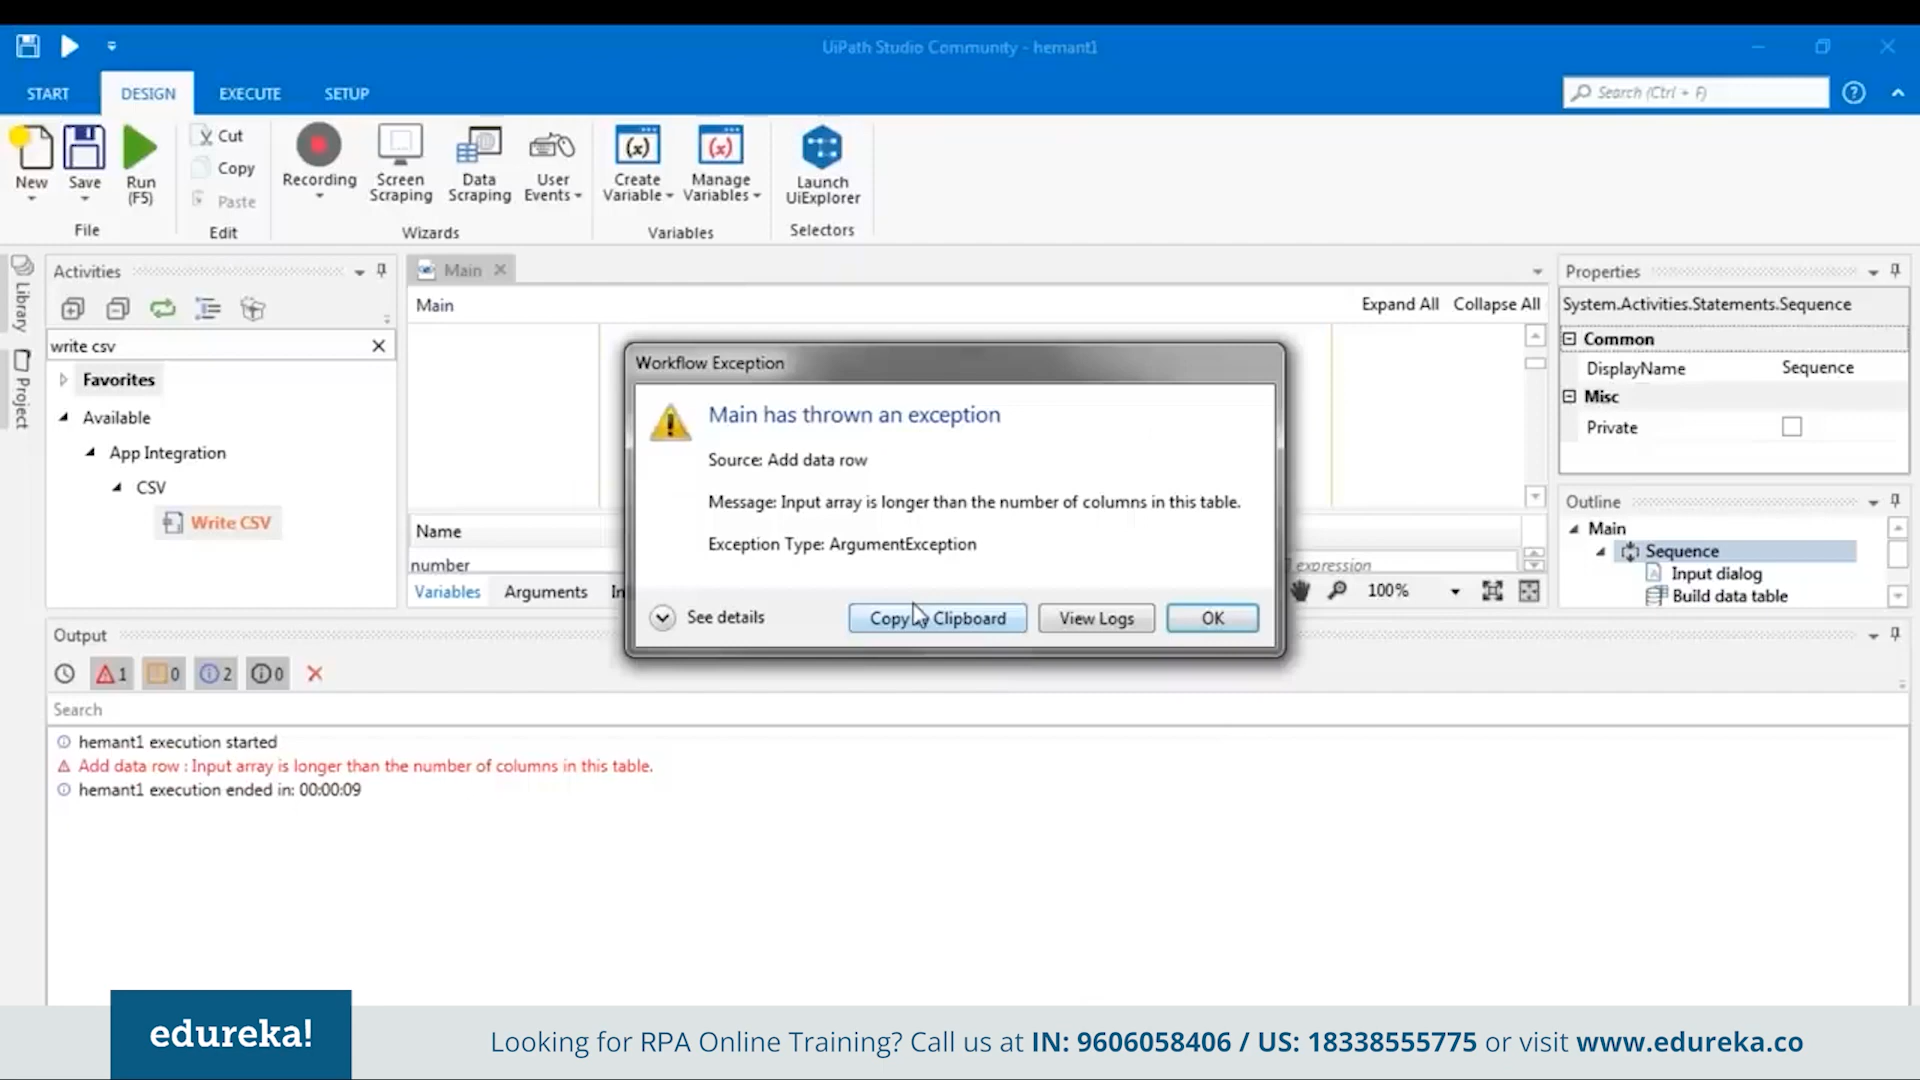 UiPath Studio Community - hemant1
START
DESIGN
EXECUTE
SETUP
Search (Ctrl + F)
New
Save
Run
(F5)
Cut
Copy
Paste
Recording
Screen
Scraping
Data
Scraping
User
Events
Create
Variable
Manage
Variables
Launch
UiExplorer
File
Edit
Wizards
Variables
Selectors
Library
Project
Activities
write csv
Favorites
Available
App Integration
CSV
Write CSV
Main
Main
Expand All
Collapse All
Name
number
expression
Variables
Arguments
In
100%
Workflow Exception
Main has thrown an exception
Source: Add data row
Message: Input array is longer than the number of columns in this table.
Exception Type: ArgumentException
See details
Copy Clipboard
View Logs
OK
Properties
System.Activities.Statements.Sequence
Common
DisplayName
Sequence
Misc
Private
Outline
Main
Sequence
Input dialog
Build data table
Output
1
0
2
0
Search
hemant1 execution started
Add data row : Input array is longer than the number of columns in this table.
hemant1 execution ended in: 00:00:09
edureka!
Looking for RPA Online Training? Call us at IN: 9606058406 / US: 18338555775 or visit www.edureka.co